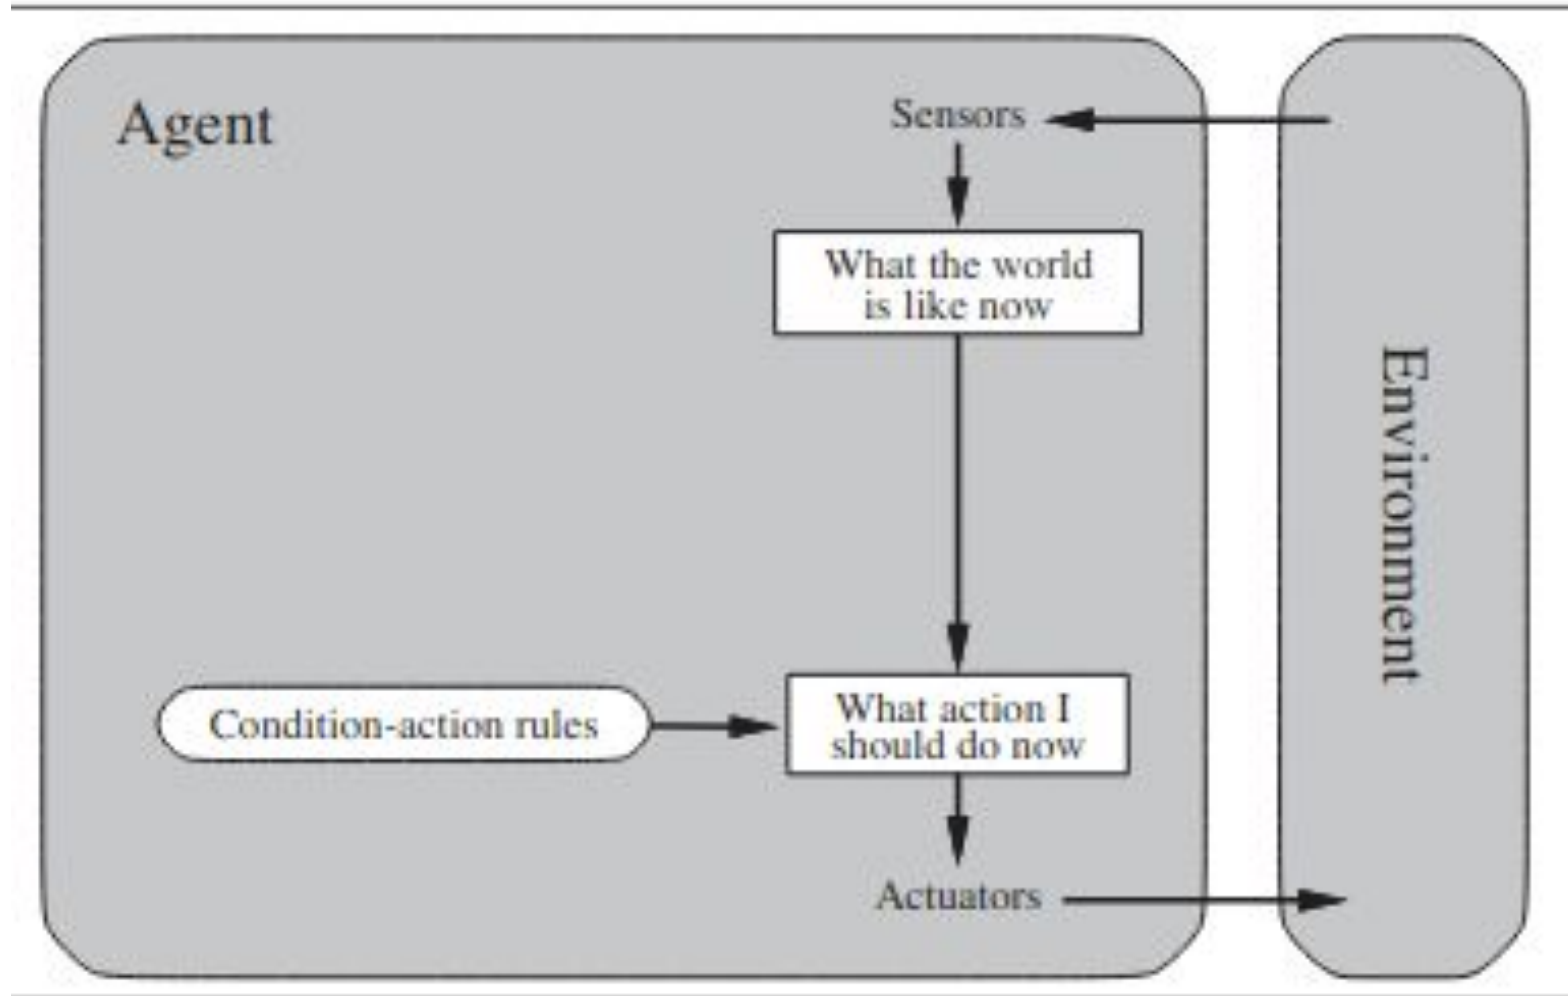 Agent
Sensors
What the world
is like now
Environment
Condition-action rules
What action I
should do now
Actuators